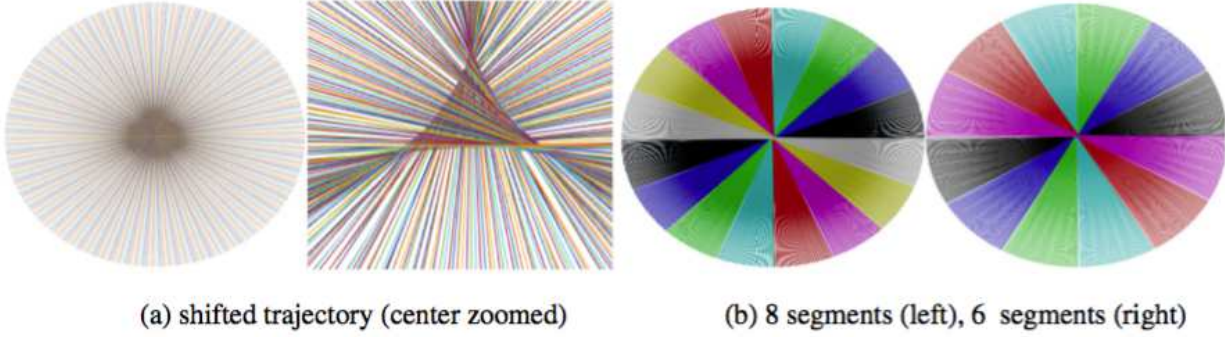 (a) shifted trajectory (center zoomed)
(b) 8 segments (left), 6 segments (right)